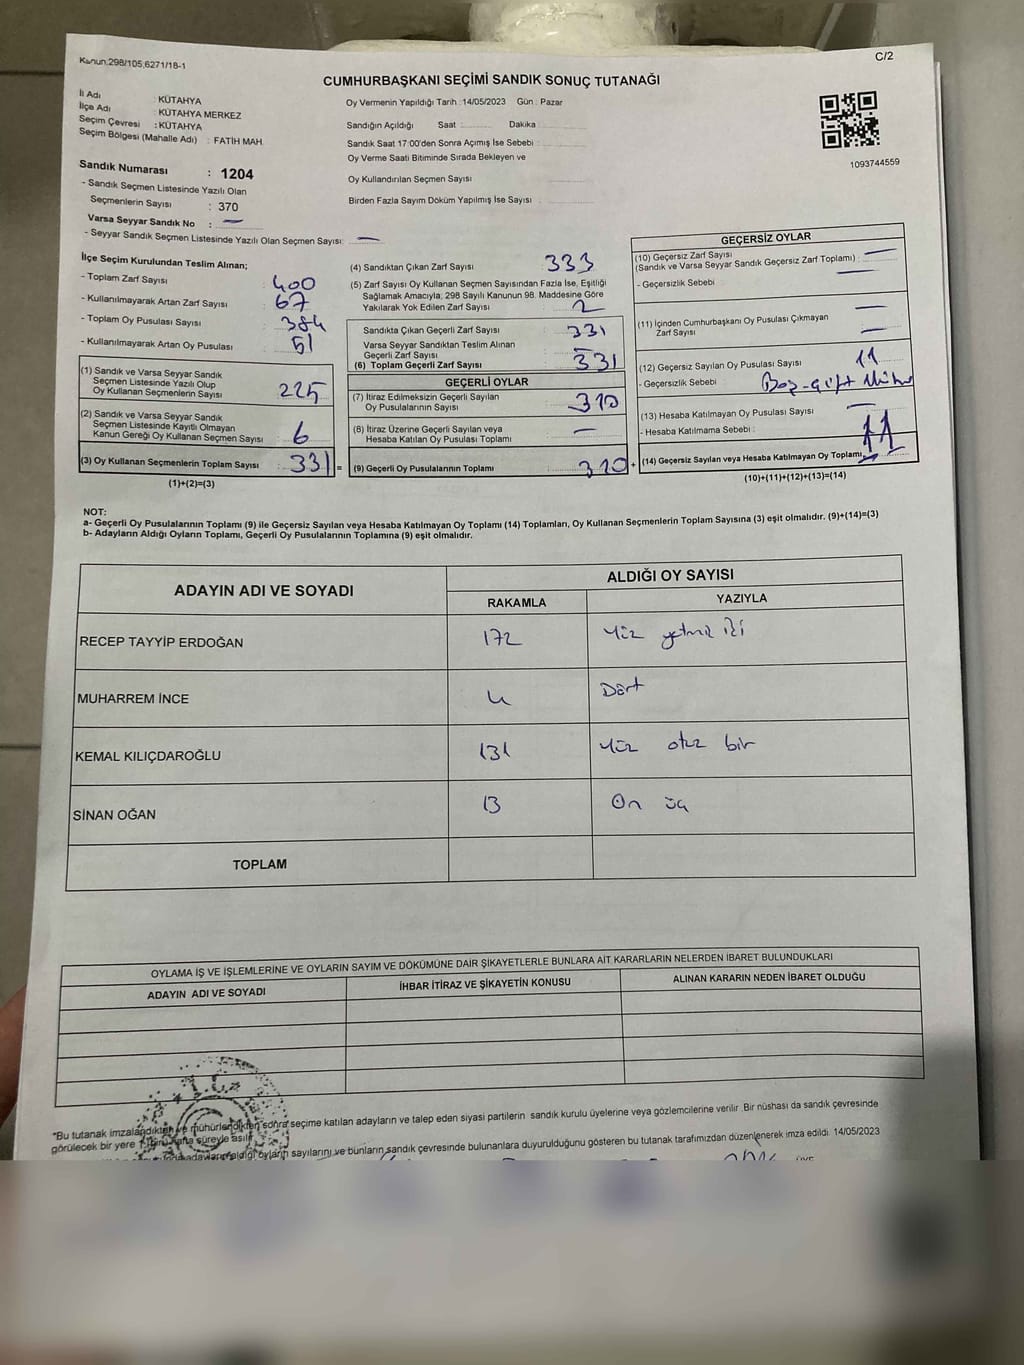 Kanun:298/105;6271/18-1
C/2
CUMHURBAŞKANI SEÇİMİ SANDIK SONUÇ TUTANAĞI
İl Adı : KÜTAHYA
İlçe Adı : KÜTAHYA MERKEZ
Seçim Çevresi : KÜTAHYA
Seçim Bölgesi (Mahalle Adı) : FATİH MAH.
Sandık Numarası : 1204
- Sandık Seçmen Listesinde Yazılı Olan
Seçmenlerin Sayısı : 370
Varsa Seyyar Sandık No : —
- Seyyar Sandık Seçmen Listesinde Yazılı Olan Seçmen Sayısı: —
Oy Vermenin Yapıldığı Tarih :14/05/2023 Gün : Pazar
Sandığın Açıldığı Saat : Dakika :
Sandık Saat 17:00'den Sonra Açımış İse Sebebi :
Oy Verme Saati Bitiminde Sırada Bekleyen ve
Oy Kullandırılan Seçmen Sayısı
Birden Fazla Sayım Döküm Yapılmış İse Sayısı :
1093744559
İlçe Seçim Kurulundan Teslim Alınan;
- Toplam Zarf Sayısı : 400
- Kullanılmayarak Artan Zarf Sayısı : 67
- Toplam Oy Pusulası Sayısı : 384
- Kullanılmayarak Artan Oy Pusulası : 51
(1) Sandık ve Varsa Seyyar Sandık
Seçmen Listesinde Yazılı Olup
Oy Kullanan Seçmenlerin Sayısı : 225
(2) Sandık ve Varsa Seyyar Sandık
Seçmen Listesinde Kayıtlı Olmayan
Kanun Gereği Oy Kullanan Seçmen Sayısı : 6
(3) Oy Kullanan Seçmenlerin Toplam Sayısı : 331 =
(1)+(2)=(3)
(4) Sandıktan Çıkan Zarf Sayısı : 333
(5) Zarf Sayısı Oy Kullanan Seçmen Sayısından Fazla İse, Eşitliği
Sağlamak Amacıyla; 298 Sayılı Kanunun 98. Maddesine Göre
Yakılarak Yok Edilen Zarf Sayısı : 2
Sandıkta Çıkan Geçerli Zarf Sayısı : 331
Varsa Seyyar Sandıktan Teslim Alınan
Geçerli Zarf Sayısı : —
(6) Toplam Geçerli Zarf Sayısı : 331
GEÇERLİ OYLAR
(7) İtiraz Edilmeksizin Geçerli Sayılan
Oy Pusulalarının Sayısı : 310
(8) İtiraz Üzerine Geçerli Sayılan veya
Hesaba Katılan Oy Pusulası Toplamı : —
(9) Geçerli Oy Pusulalarının Toplamı : 320 +
GEÇERSİZ OYLAR
(10) Geçersiz Zarf Sayısı
(Sandık ve Varsa Seyyar Sandık Geçersiz Zarf Toplamı) : —
- Geçersizlik Sebebi : —
(11) İçinden Cumhurbaşkanı Oy Pusulası Çıkmayan
Zarf Sayısı : —
(12) Geçersiz Sayılan Oy Pusulası Sayısı : 11
- Geçersizlik Sebebi : Boş-Çift Mühür
(13) Hesaba Katılmayan Oy Pusulası Sayısı : —
- Hesaba Katılmama Sebebi :
(14) Geçersiz Sayılan veya Hesaba Katılmayan Oy Toplamı : 11
(10)+(11)+(12)+(13)=(14)
NOT:
a- Geçerli Oy Pusulalarının Toplamı (9) ile Geçersiz Sayılan veya Hesaba Katılmayan Oy Toplamı (14) Toplamları, Oy Kullanan Seçmenlerin Toplam Sayısına (3) eşit olmalıdır. (9)+(14)=(3)
b- Adayların Aldığı Oyların Toplamı, Geçerli Oy Pusulalarının Toplamına (9) eşit olmalıdır.
ADAYIN ADI VE SOYADI
ALDIĞI OY SAYISI
RAKAMLA YAZIYLA
RECEP TAYYİP ERDOĞAN 172 Yüz yetmiş iki
MUHARREM İNCE 4 Dört
KEMAL KILIÇDAROĞLU 131 Yüz otuz bir
SİNAN OĞAN 13 On üç
TOPLAM
OYLAMA İŞ VE İŞLEMLERİNE VE OYLARIN SAYIM VE DÖKÜMÜNE DAİR ŞİKAYETLERLE BUNLARA AİT KARARLARIN NELERDEN İBARET BULUNDUKLARI
ADAYIN ADI VE SOYADI İHBAR İTİRAZ VE ŞİKAYETİN KONUSU ALINAN KARARIN NEDEN İBARET OLDUĞU
T.C.
*Bu tutanak imzalandıktan ve mühürlendikten sonra seçime katılan adayların ve talep eden siyasi partilerin sandık kurulu üyelerine veya gözlemcilerine verilir. Bir nüshası da sandık çevresinde
görülecek bir yere 1 hafta süreyle asılır.
adayların aldığı oyların sayılarını ve bunların sandık çevresinde bulunanlara duyurulduğunu gösteren bu tutanak tarafımızdan düzenlenerek imza edildi. 14/05/2023
ÜYE